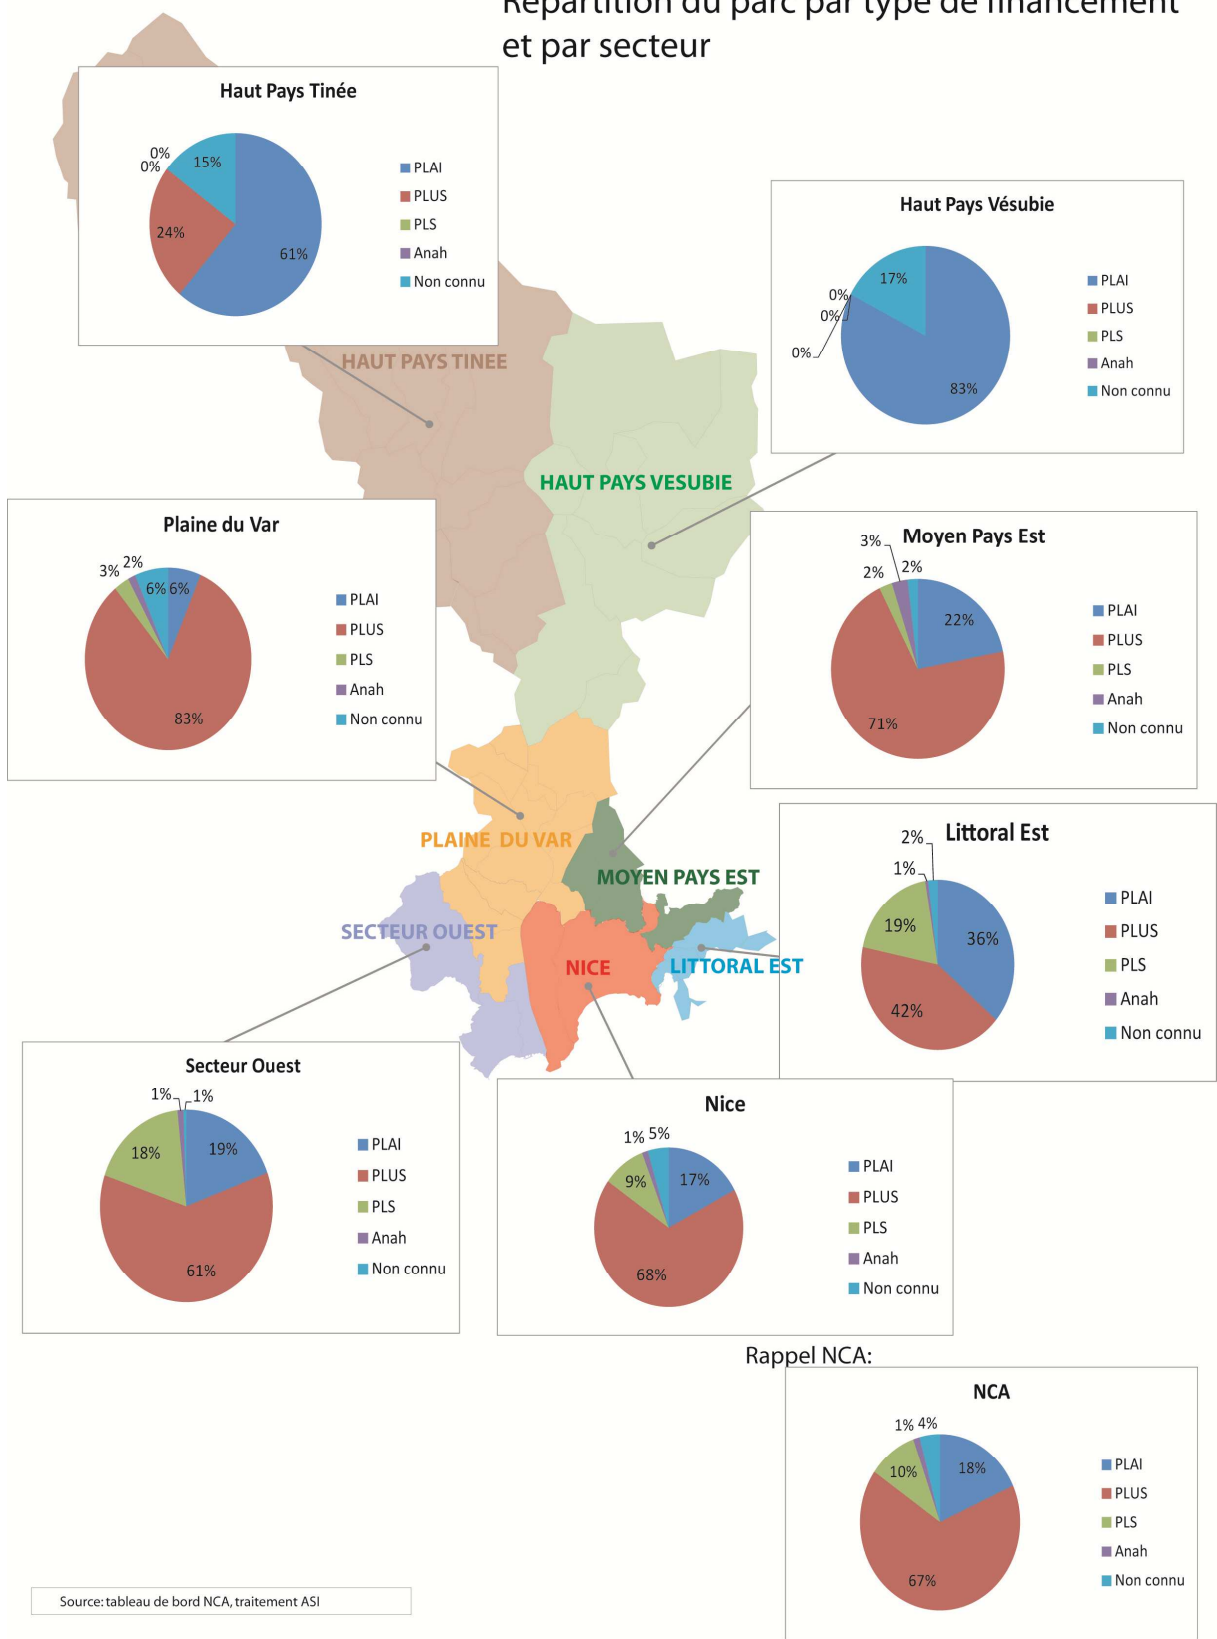 Répartition du parc par type de financement
et par secteur
Haut Pays Tinée
0%
0%
15%
24%
61%
PLAI
PLUS
PLS
Anah
Non connu
Haut Pays Vésubie
17%
0%
0%
0%
83%
PLAI
PLUS
PLS
Anah
Non connu
HAUT PAYS TINEE
HAUT PAYS VESUBIE
Plaine du Var
3%
2%
6%
6%
83%
PLAI
PLUS
PLS
Anah
Non connu
Moyen Pays Est
3%
2%
2%
22%
71%
PLAI
PLUS
PLS
Anah
Non connu
PLAINE DU VAR
MOYEN PAYS EST
SECTEUR OUEST
NICE
LITTORAL EST
Littoral Est
2%
1%
19%
36%
42%
PLAI
PLUS
PLS
Anah
Non connu
Secteur Ouest
1%
1%
18%
19%
61%
PLAI
PLUS
PLS
Anah
Non connu
Nice
1%
5%
9%
17%
68%
PLAI
PLUS
PLS
Anah
Non connu
Rappel NCA:
NCA
1%
4%
10%
18%
67%
PLAI
PLUS
PLS
Anah
Non connu
Source: tableau de bord NCA, traitement ASI